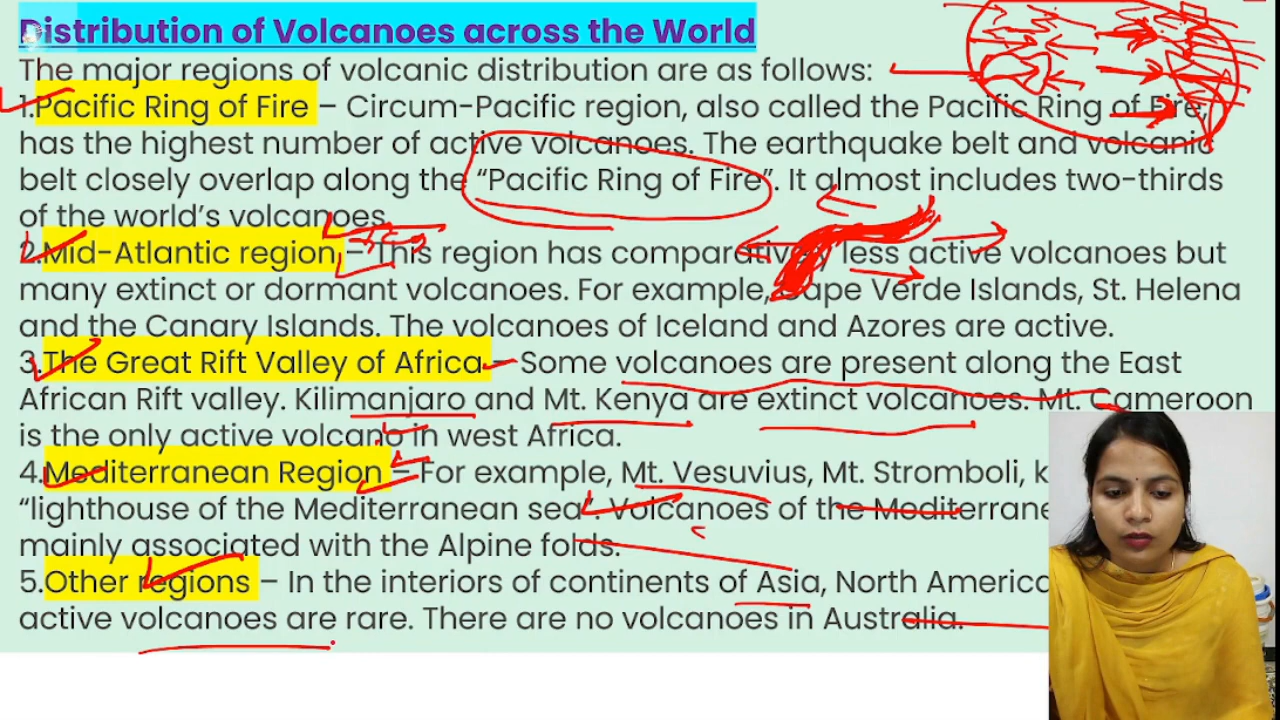 Distribution of Volcanoes across the World
The major regions of volcanic distribution are as follows:
1.Pacific Ring of Fire – Circum-Pacific region, also called the Pacific Ring of Fire,
has the highest number of active volcanoes. The earthquake belt and volcanic
belt closely overlap along the “Pacific Ring of Fire”. It almost includes two-thirds
of the world’s volcanoes.
2.Mid-Atlantic region – This region has comparatively less active volcanoes but
many extinct or dormant volcanoes. For example, Cape Verde Islands, St. Helena
and the Canary Islands. The volcanoes of Iceland and Azores are active.
3.The Great Rift Valley of Africa – Some volcanoes are present along the East
African Rift valley. Kilimanjaro and Mt. Kenya are extinct volcanoes. Mt. Cameroon
is the only active volcano in west Africa.
4.Mediterranean Region – For example, Mt. Vesuvius, Mt. Stromboli, k
“lighthouse of the Mediterranean sea”. Volcanoes of the Mediterrane
mainly associated with the Alpine folds.
5.Other regions – In the interiors of continents of Asia, North America
active volcanoes are rare. There are no volcanoes in Australia.